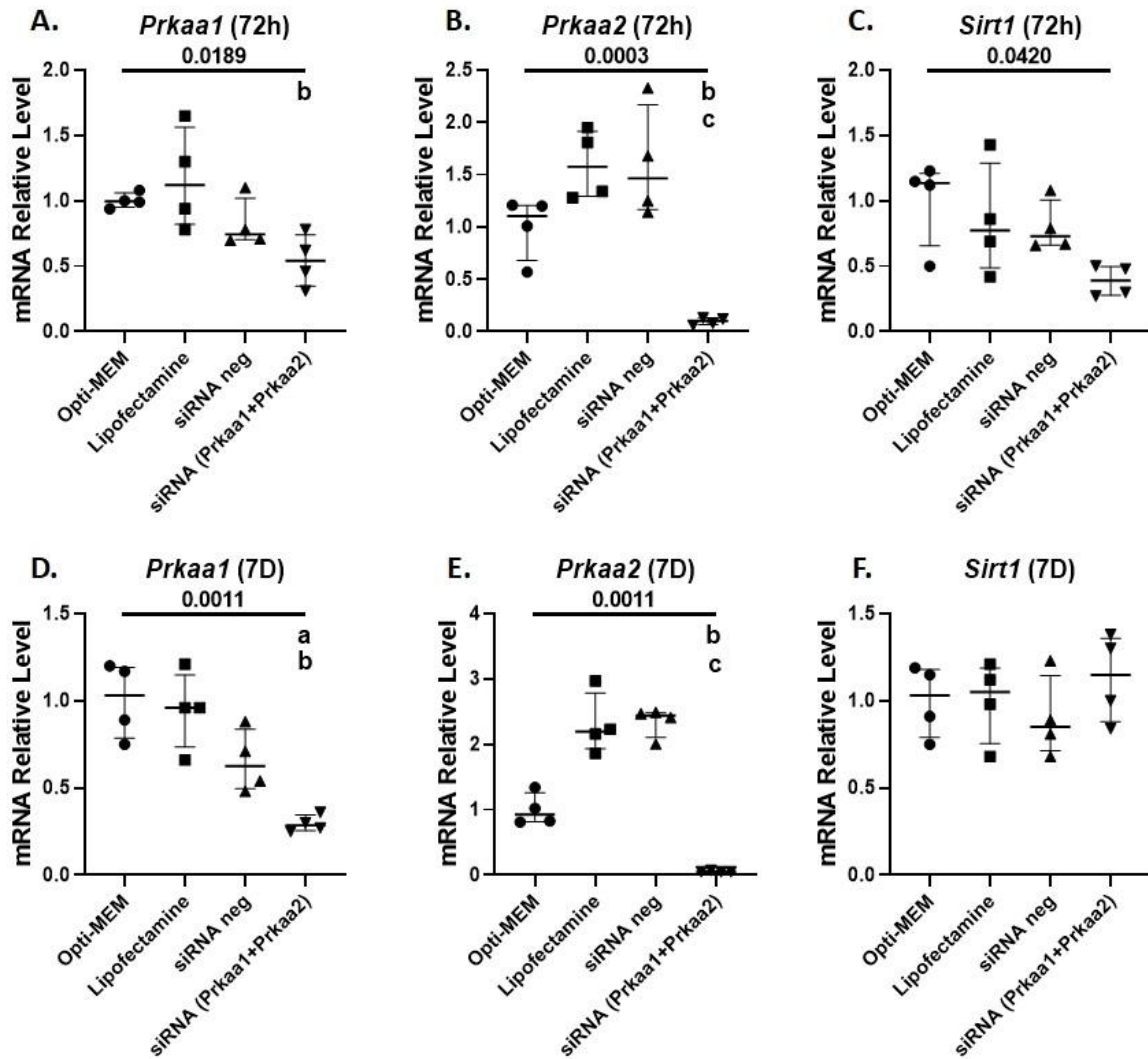 A.
Prkaa1 (72h)
0.0189
b
mRNA Relative Level
2.0
1.5
1.0
0.5
0.0
Opti-MEM
Lipofectamine
siRNA neg
siRNA (Prkaa1+Prkaa2)
B.
Prkaa2 (72h)
0.0003
b
c
mRNA Relative Level
2.5
2.0
1.5
1.0
0.5
0.0
Opti-MEM
Lipofectamine
siRNA neg
siRNA (Prkaa1+Prkaa2)
C.
Sirt1 (72h)
0.0420
mRNA Relative Level
2.0
1.5
1.0
0.5
0.0
Opti-MEM
Lipofectamine
siRNA neg
siRNA (Prkaa1+Prkaa2)
D.
Prkaa1 (7D)
0.0011
a
b
mRNA Relative Level
1.5
1.0
0.5
0.0
Opti-MEM
Lipofectamine
siRNA neg
siRNA (Prkaa1+Prkaa2)
E.
Prkaa2 (7D)
0.0011
b
c
mRNA Relative Level
4
3
2
1
0
Opti-MEM
Lipofectamine
siRNA neg
siRNA (Prkaa1+Prkaa2)
F.
Sirt1 (7D)
mRNA Relative Level
1.5
1.0
0.5
0.0
Opti-MEM
Lipofectamine
siRNA neg
siRNA (Prkaa1+Prkaa2)